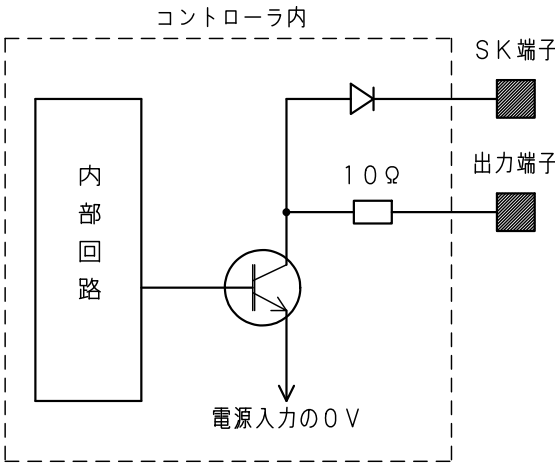 コントローラ内
SK端子
出力端子
10Ω
内部回路
電源入力の0V